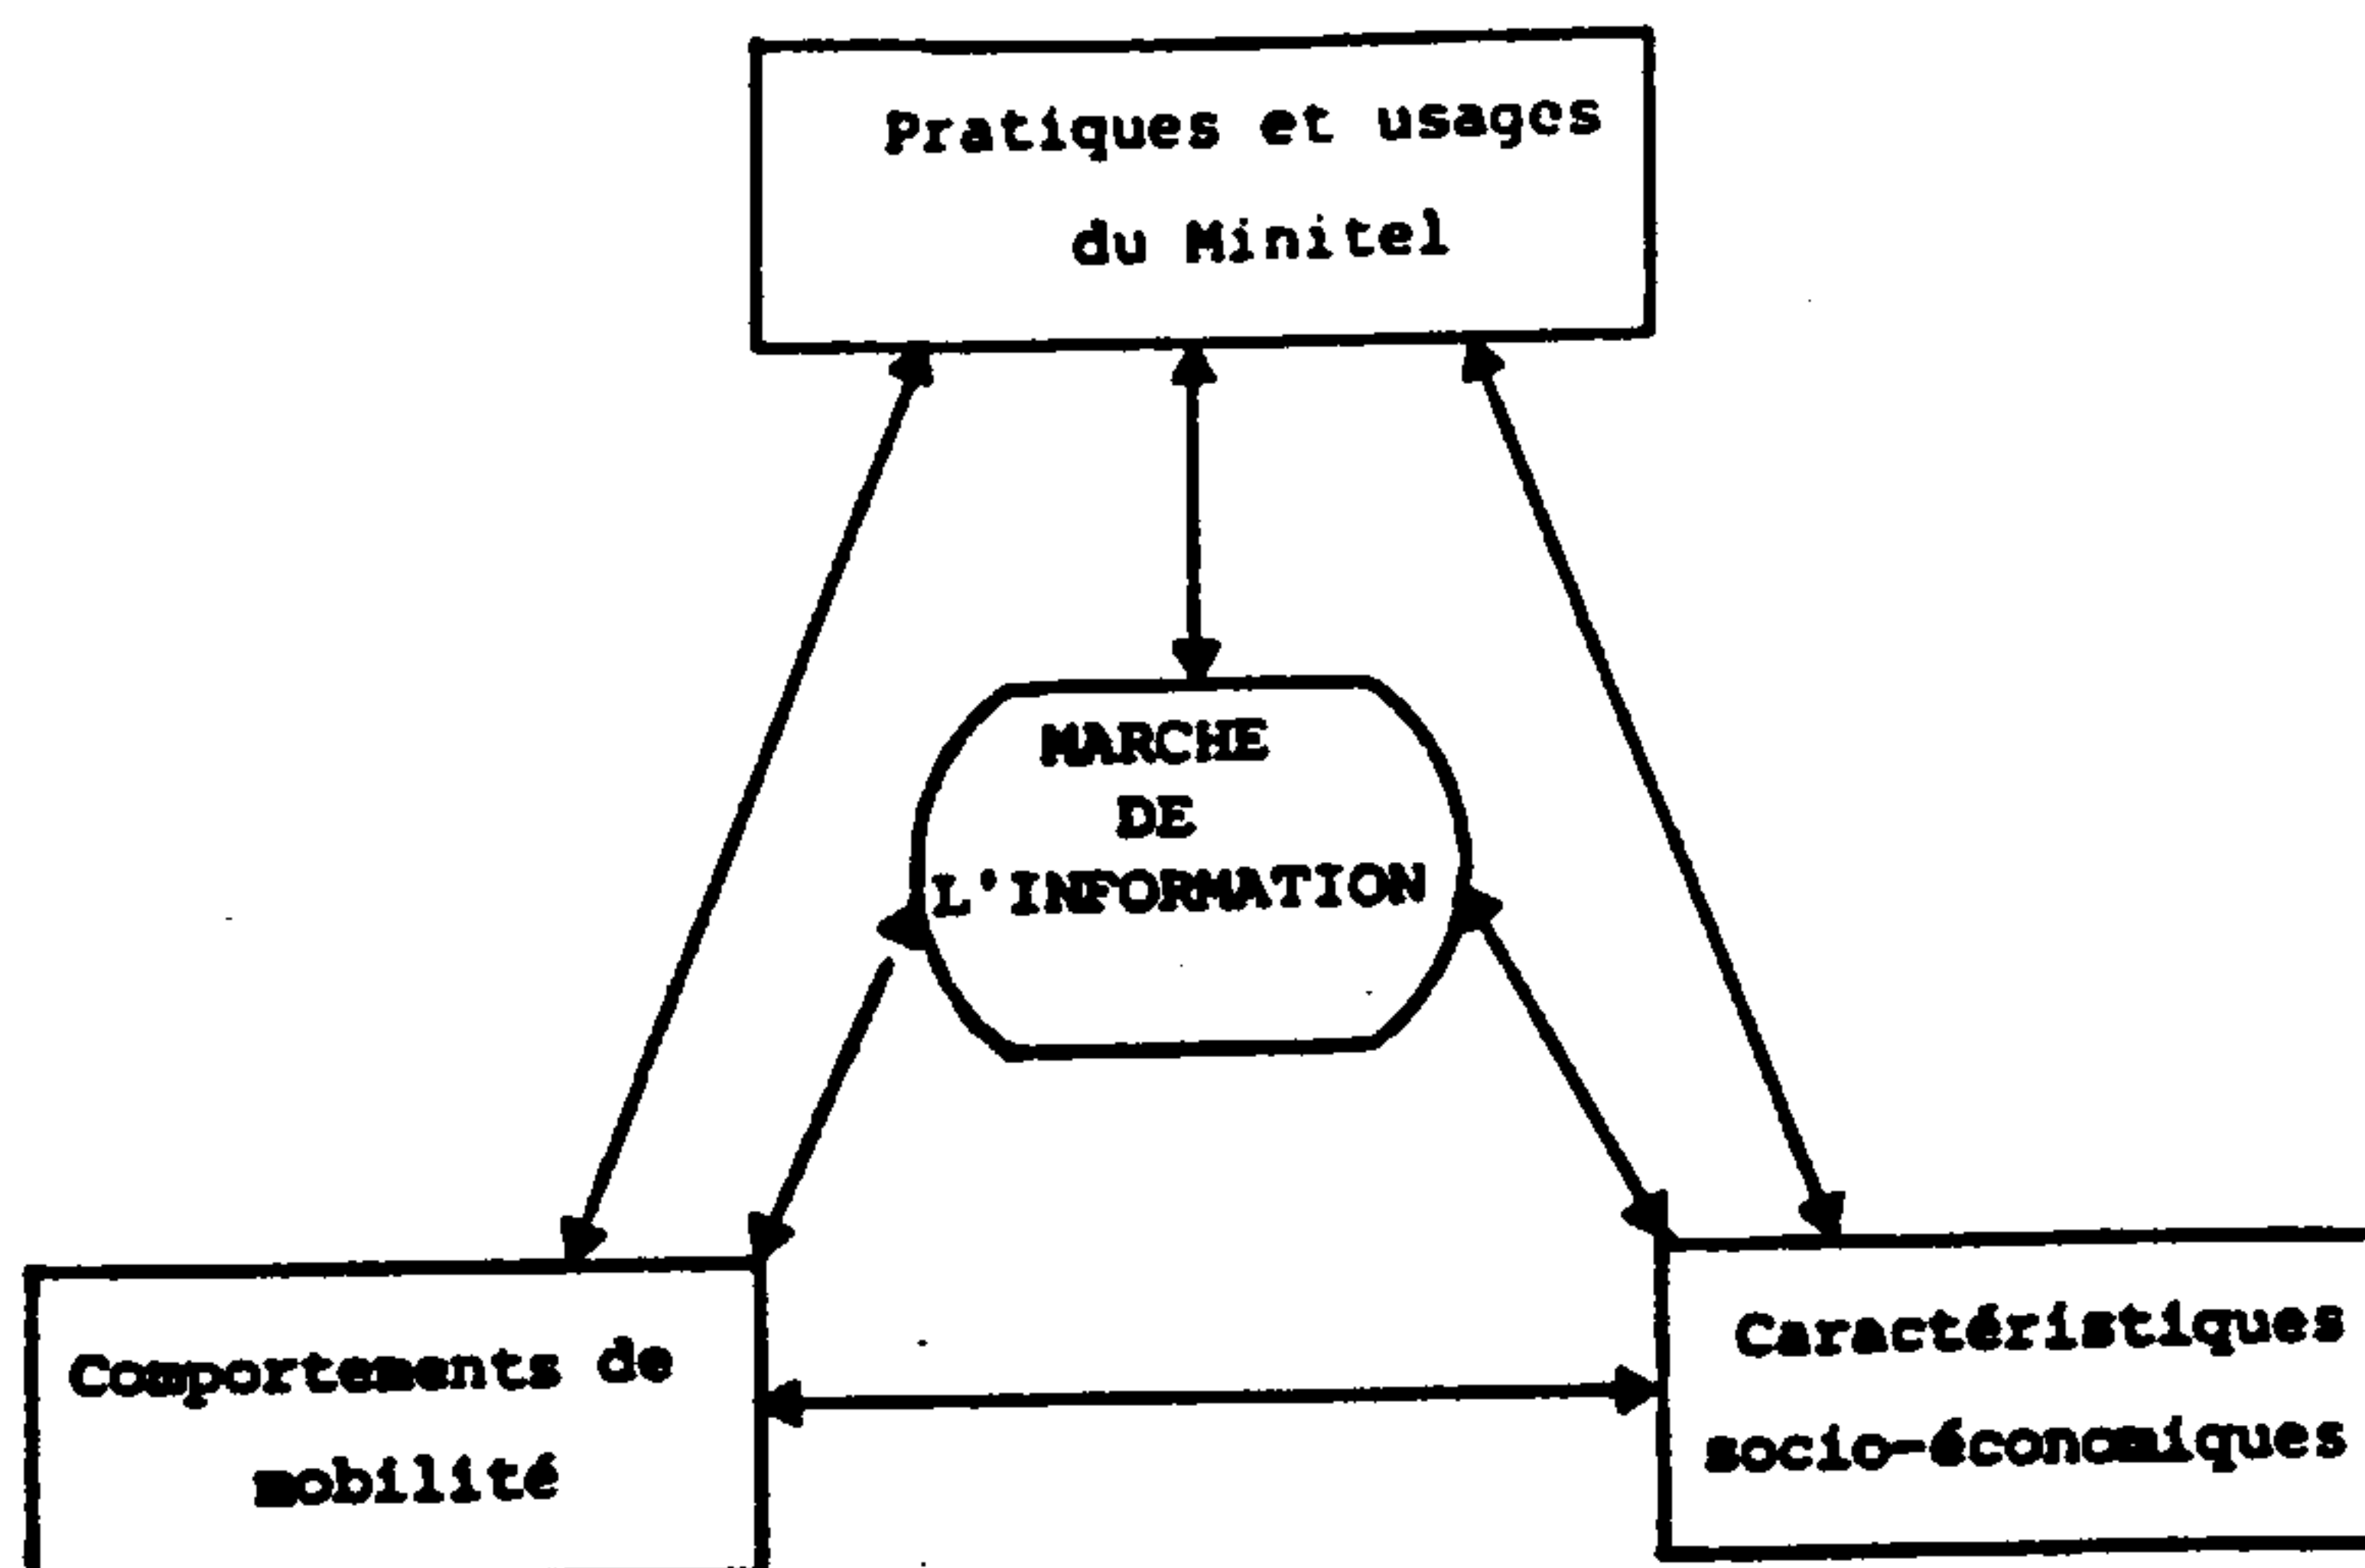 Pratiques et usages
du Minitel
MARCHE
DE
L'INFORMATION
Comportements de
mobilité
Caractéristiques
socio-économiques